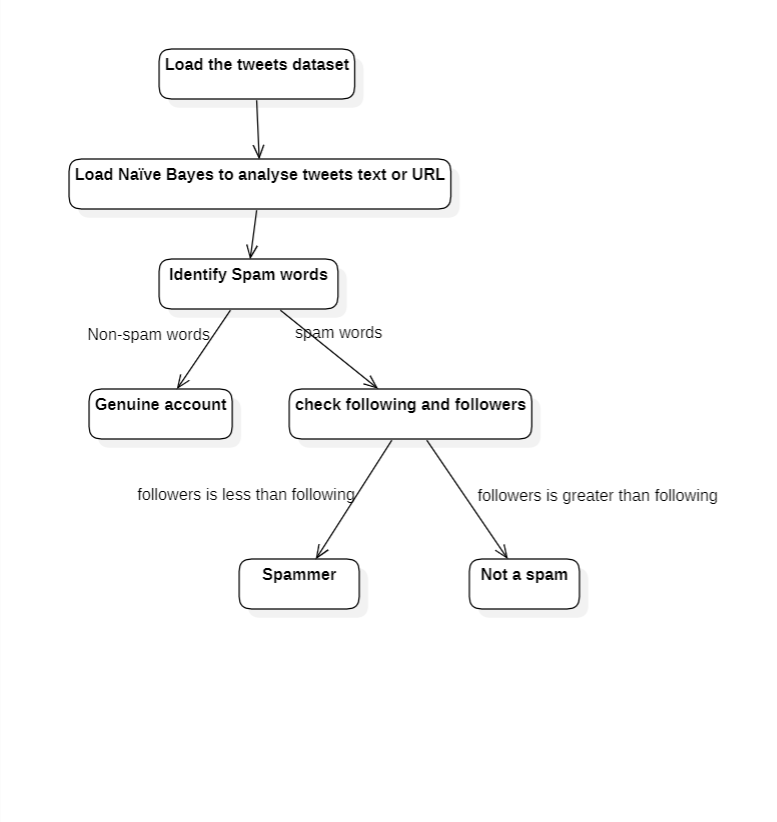 Load the tweets dataset
Load Naïve Bayes to analyse tweets text or URL
Identify Spam words
Non-spam words
spam words
Genuine account
check following and followers
followers is less than following
followers is greater than following
Spammer
Not a spam